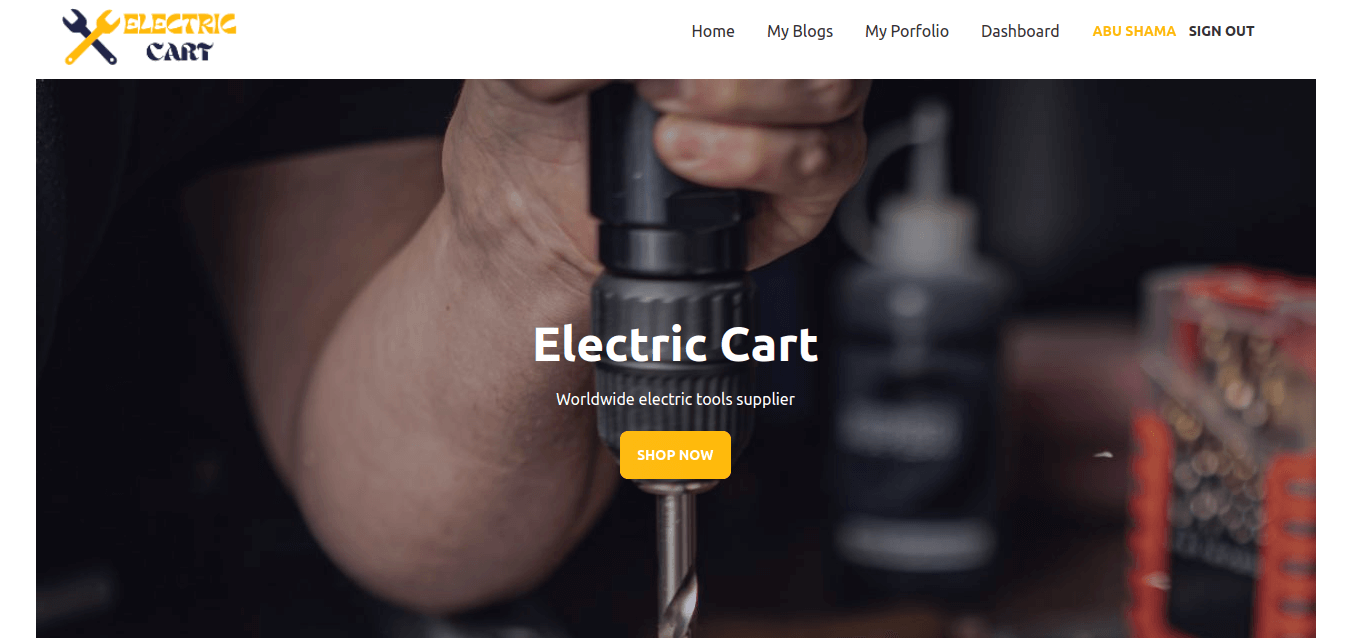 ELECTRIC
CART
Home My Blogs My Porfolio Dashboard ABU SHAMA SIGN OUT
Electric Cart
Worldwide electric tools supplier
SHOP NOW